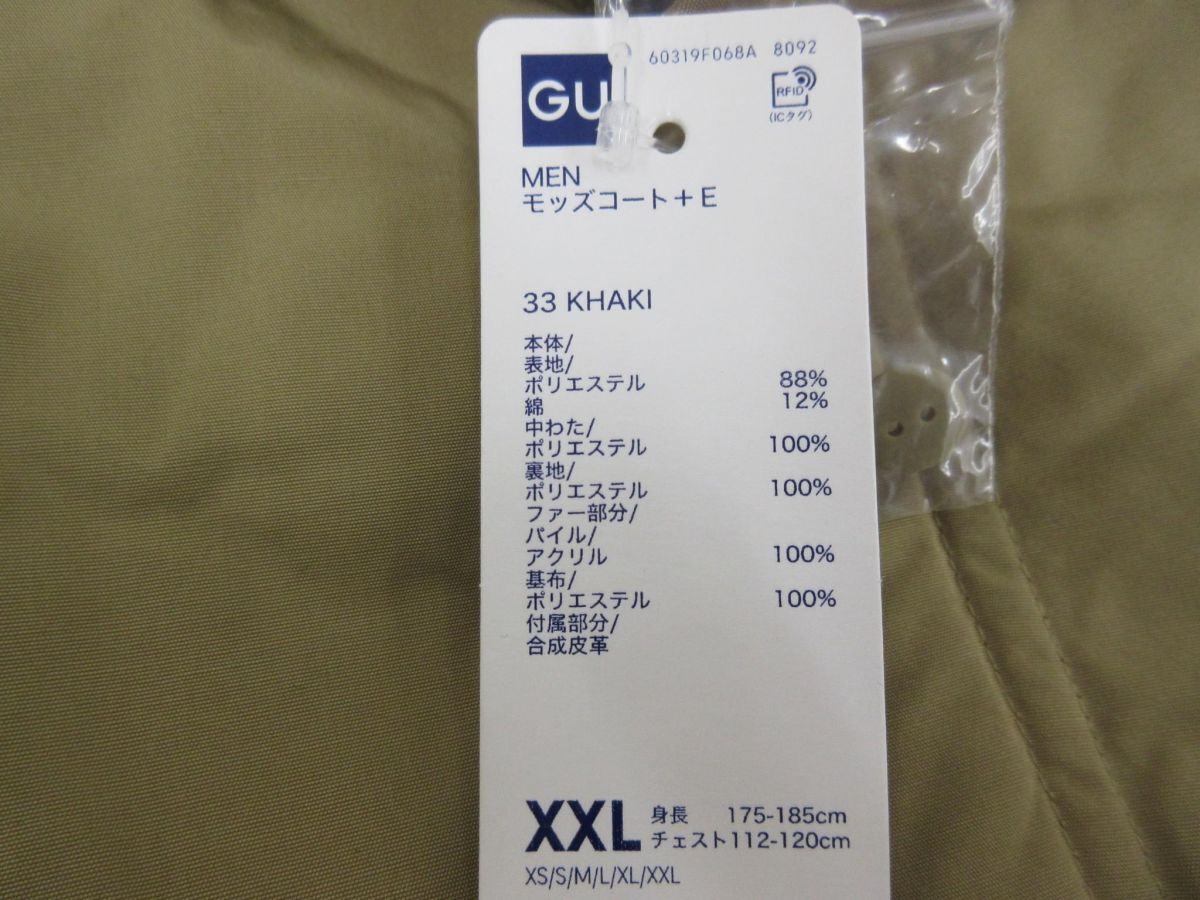 60319F068A 8092
GU
RFID
(ICタグ)
MEN
モッズコート+E
33 KHAKI
本体/
表地/
ポリエステル 88%
綿 12%
中わた/
ポリエステル 100%
裏地/
ポリエステル 100%
ファー部分/
パイル/
アクリル 100%
基布/
ポリエステル 100%
付属部分/
合成皮革
XXL 身長 175-185cm
チェスト112-120cm
XS/S/M/L/XL/XXL